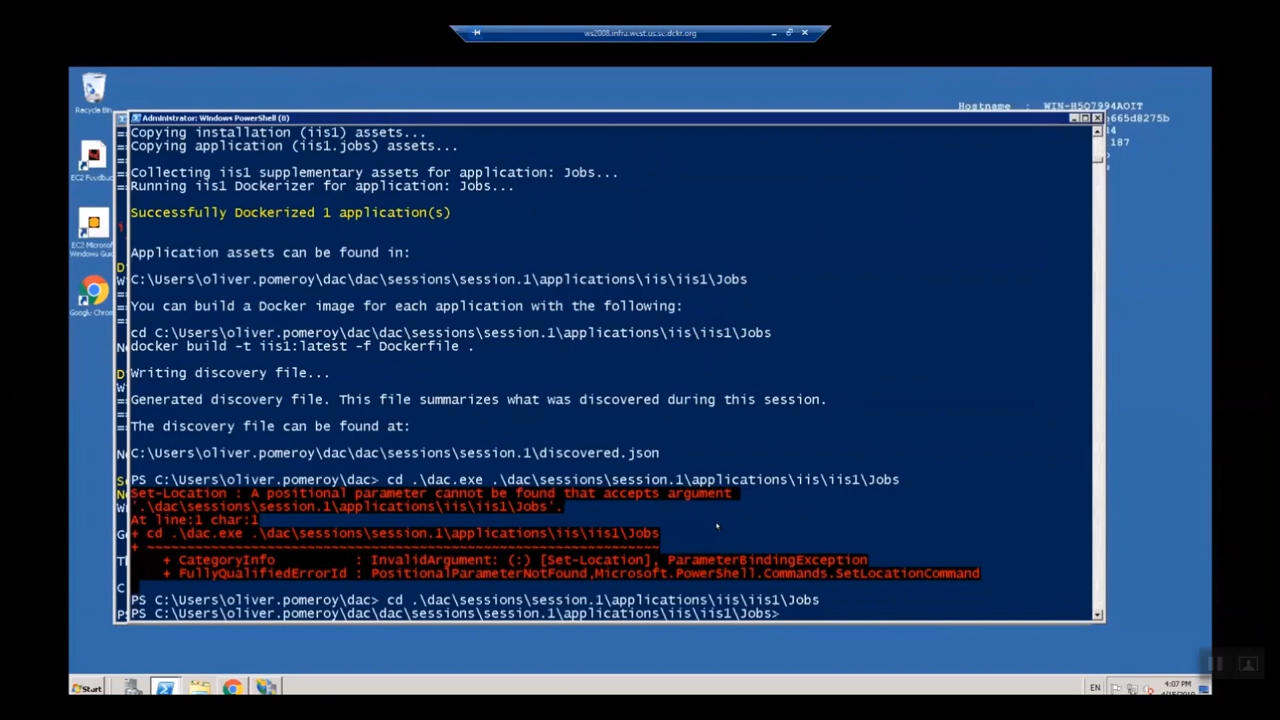 ws2008.infra.west.us.se.dckr.org
Recycle Bin
Hostname : WIN-H5O7994AOIT
665d8275b
187
Administrator: Windows PowerShell (8)
Copying installation (iis1) assets...
Copying application (iis1.jobs) assets...
Collecting iis1 supplementary assets for application: Jobs...
Running iis1 Dockerizer for application: Jobs...
Successfully Dockerized 1 application(s)
Application assets can be found in:
C:\Users\oliver.pomeroy\dac\dac\sessions\session.1\applications\iis\iis1\Jobs
You can build a Docker image for each application with the following:
cd C:\Users\oliver.pomeroy\dac\dac\sessions\session.1\applications\iis\iis1\Jobs
docker build -t iis1:latest -f Dockerfile .
Writing discovery file...
Generated discovery file. This file summarizes what was discovered during this session.
The discovery file can be found at:
C:\Users\oliver.pomeroy\dac\dac\sessions\session.1\discovered.json
PS C:\Users\oliver.pomeroy\dac> cd .\dac.exe .\dac\sessions\session.1\applications\iis\iis1\Jobs
Set-Location : A positional parameter cannot be found that accepts argument
'.\dac\sessions\session.1\applications\iis\iis1\Jobs'.
At line:1 char:1
+ cd .\dac.exe .\dac\sessions\session.1\applications\iis\iis1\Jobs
+ ~~~~~~~~~~~~~~~~~~~~~~~~~~~~~~~~~~~~~~~~~~~~~~~~~~~~~~~~~~~~~~~~
+ CategoryInfo : InvalidArgument: (:) [Set-Location], ParameterBindingException
+ FullyQualifiedErrorId : PositionalParameterNotFound,Microsoft.PowerShell.Commands.SetLocationCommand
PS C:\Users\oliver.pomeroy\dac> cd .\dac\sessions\session.1\applications\iis\iis1\Jobs
PS C:\Users\oliver.pomeroy\dac\dac\sessions\session.1\applications\iis\iis1\Jobs>
EC2 Feedbac
EC2 Microsof
Windows Guid
Google Chrom
Start
EN
4:07 PM